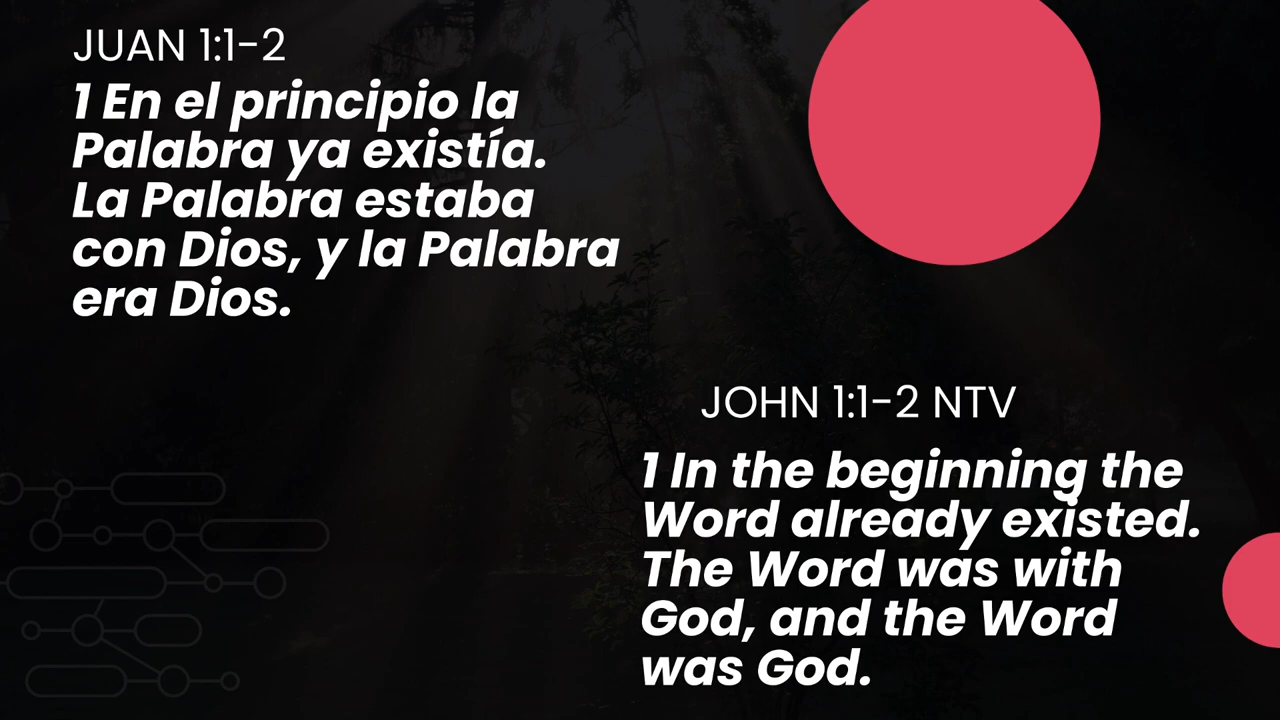 JUAN 1:1-2
1 En el principio la
Palabra ya existía.
La Palabra estaba
con Dios, y la Palabra
era Dios.
JOHN 1:1-2 NTV
1 In the beginning the
Word already existed.
The Word was with
God, and the Word
was God.